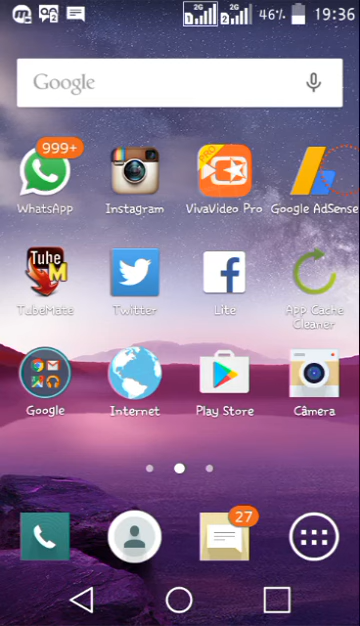 2G 2G 46% 19:36
Google
999+
WhatsApp Instagram VivaVideo Pro Google AdSense
TubeMate Twitter Lite App Cache
Cleaner
Google Internet Play Store Câmera
27